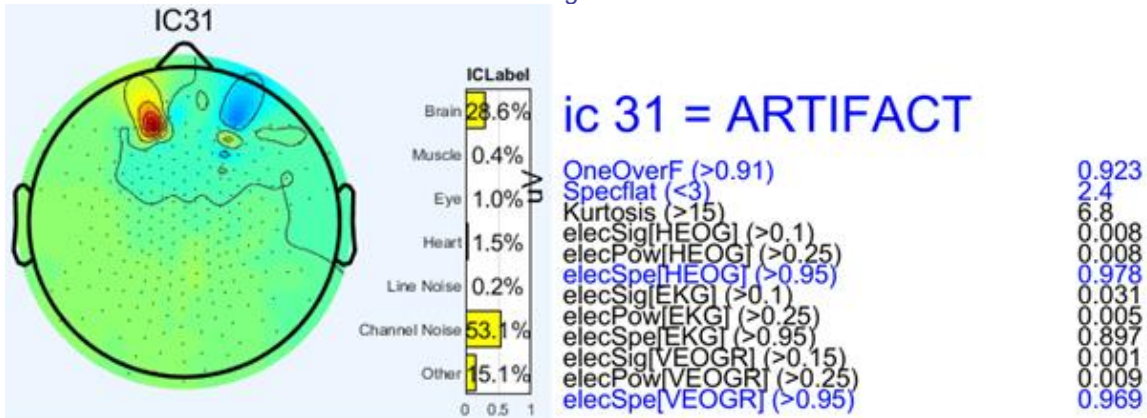 IC31
ICLabel
Brain 28.6%
Muscle 0.4%
Eye 1.0%
Heart 1.5%
Line Noise 0.2%
Channel Noise 53.1%
Other 15.1%
0 0.5 1
uV
ic 31 = ARTIFACT
OneOverF (>0.91) 0.923
Specflat (<3) 2.4
Kurtosis (>15) 6.8
elecSig[HEOG] (>0.1) 0.008
elecPow[HEOG] (>0.25) 0.008
elecSpe[HEOG] (>0.95) 0.978
elecSig[EKG] (>0.1) 0.031
elecPow[EKG] (>0.25) 0.005
elecSpe[EKG] (>0.95) 0.897
elecSig[VEOGR] (>0.15) 0.001
elecPow[VEOGR] (>0.25) 0.009
elecSpe[VEOGR] (>0.95) 0.969